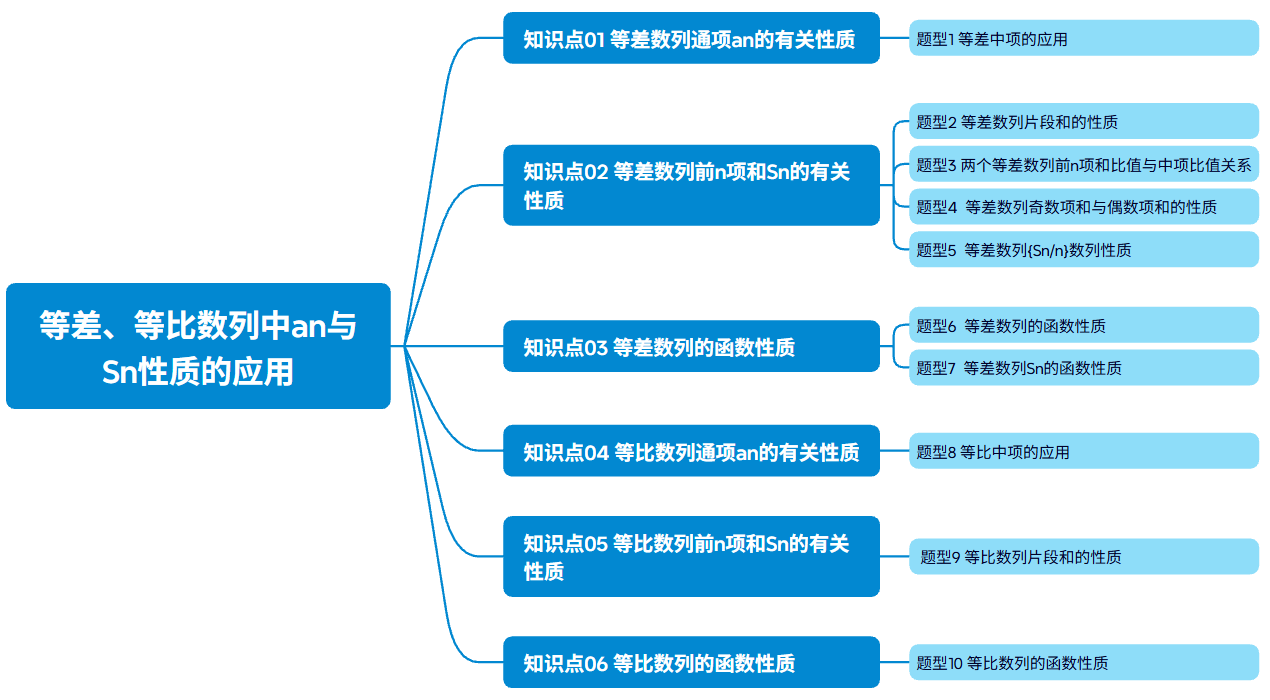 等差、等比数列中an与
Sn性质的应用
知识点01 等差数列通项an的有关性质
题型1 等差中项的应用
知识点02 等差数列前n项和Sn的有关
性质
题型2 等差数列片段和的性质
题型3 两个等差数列前n项和比值与中项比值关系
题型4 等差数列奇数项和与偶数项和的性质
题型5 等差数列{Sn/n}数列性质
知识点03 等差数列的函数性质
题型6 等差数列的函数性质
题型7 等差数列Sn的函数性质
知识点04 等比数列通项an的有关性质
题型8 等比中项的应用
知识点05 等比数列前n项和Sn的有关
性质
题型9 等比数列片段和的性质
知识点06 等比数列的函数性质
题型10 等比数列的函数性质